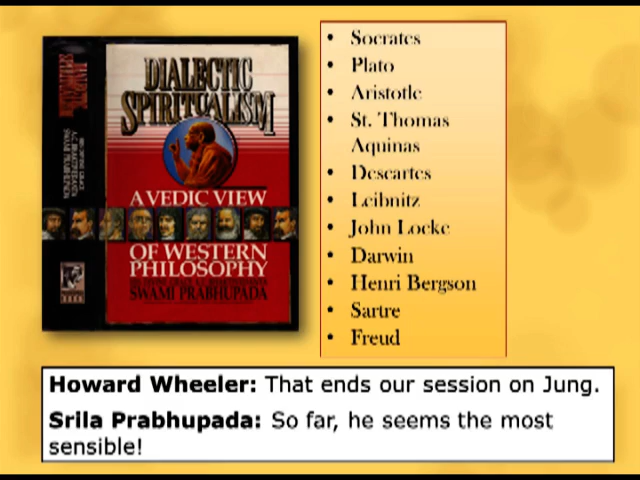 DIALECTIC
SPIRITUALISM
A VEDIC VIEW
OF WESTERN
PHILOSOPHY
SWAMI PRABHUPADA
• Socrates
• Plato
• Aristotle
• St. Thomas
Aquinas
• Descartes
• Leibnitz
• John Locke
• Darwin
• Henri Bergson
• Sartre
• Freud
Howard Wheeler: That ends our session on Jung.
Srila Prabhupada: So far, he seems the most
sensible!